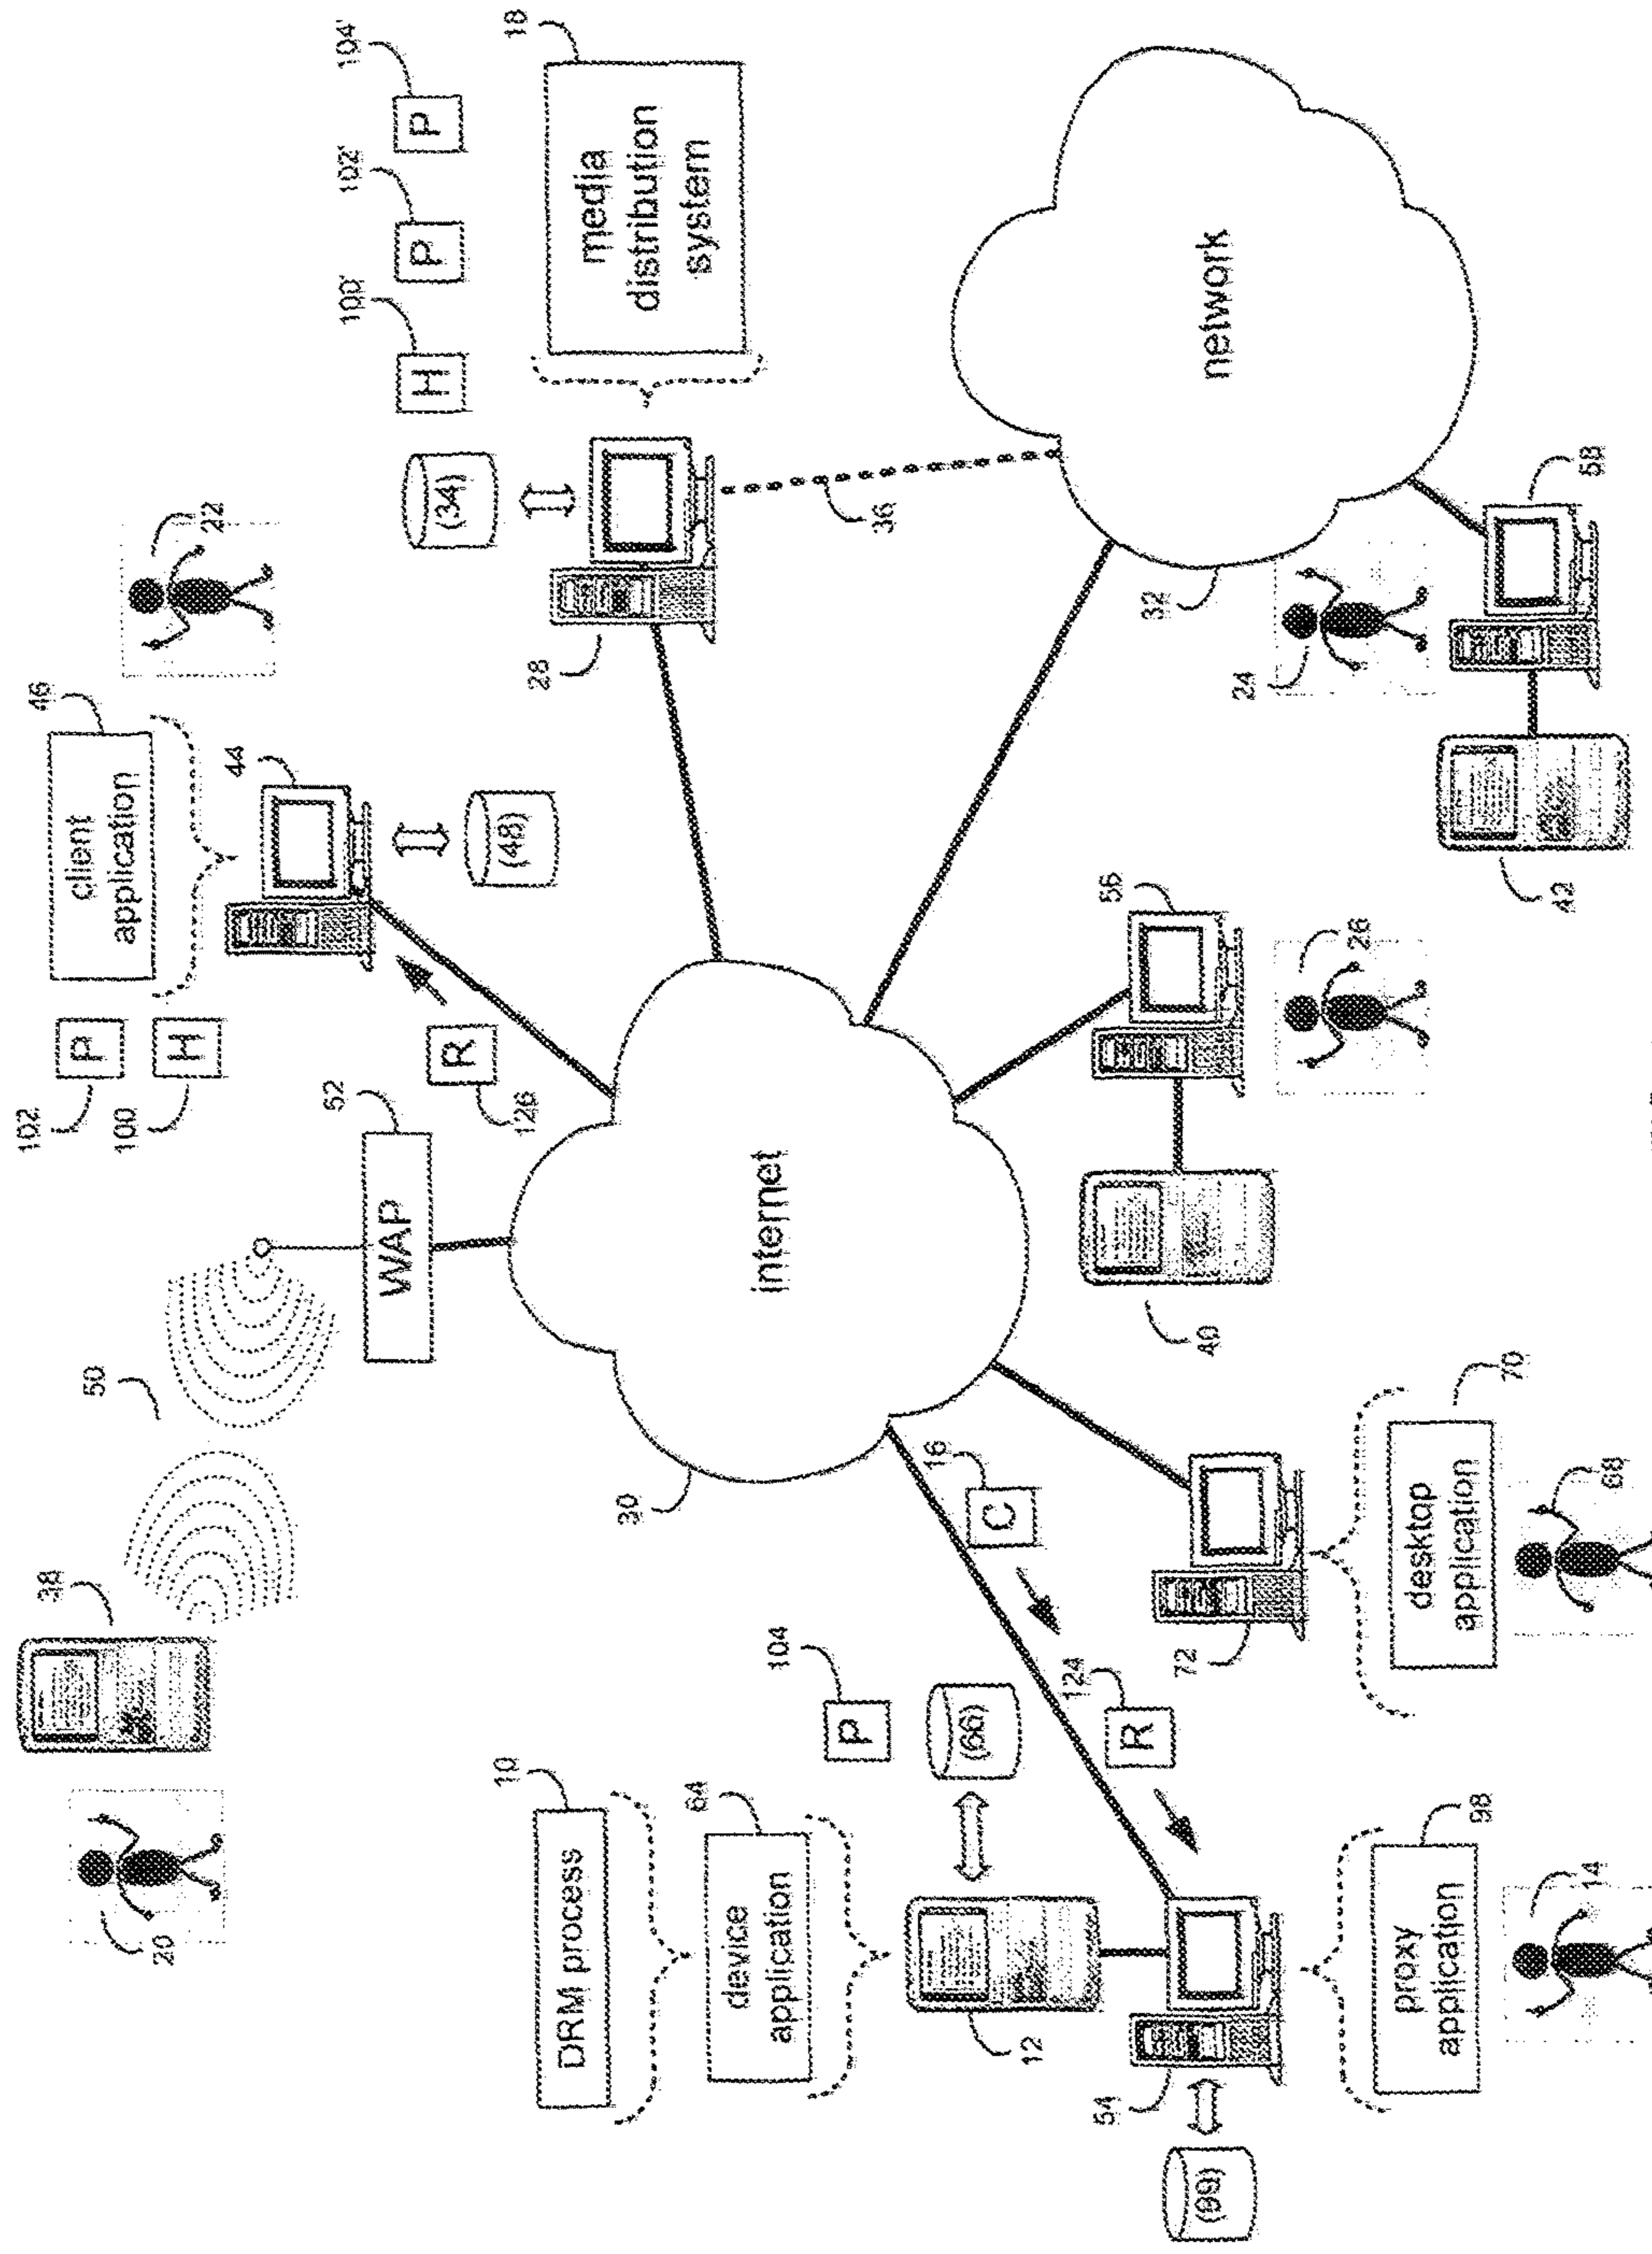 20
38
50
102
P
100
H
client
application
46
22
44
(48)
R
126
52
WAP
104'
P
102'
P
100'
H
18
media
distribution
system
(34)
28
36
10
DRM process
64
device
application
104
P
(66)
12
30
internet
16
C
124
R
54
(99)
72
40
56
26
32
network
24
58
42
98
proxy
application
14
70
desktop
application
68